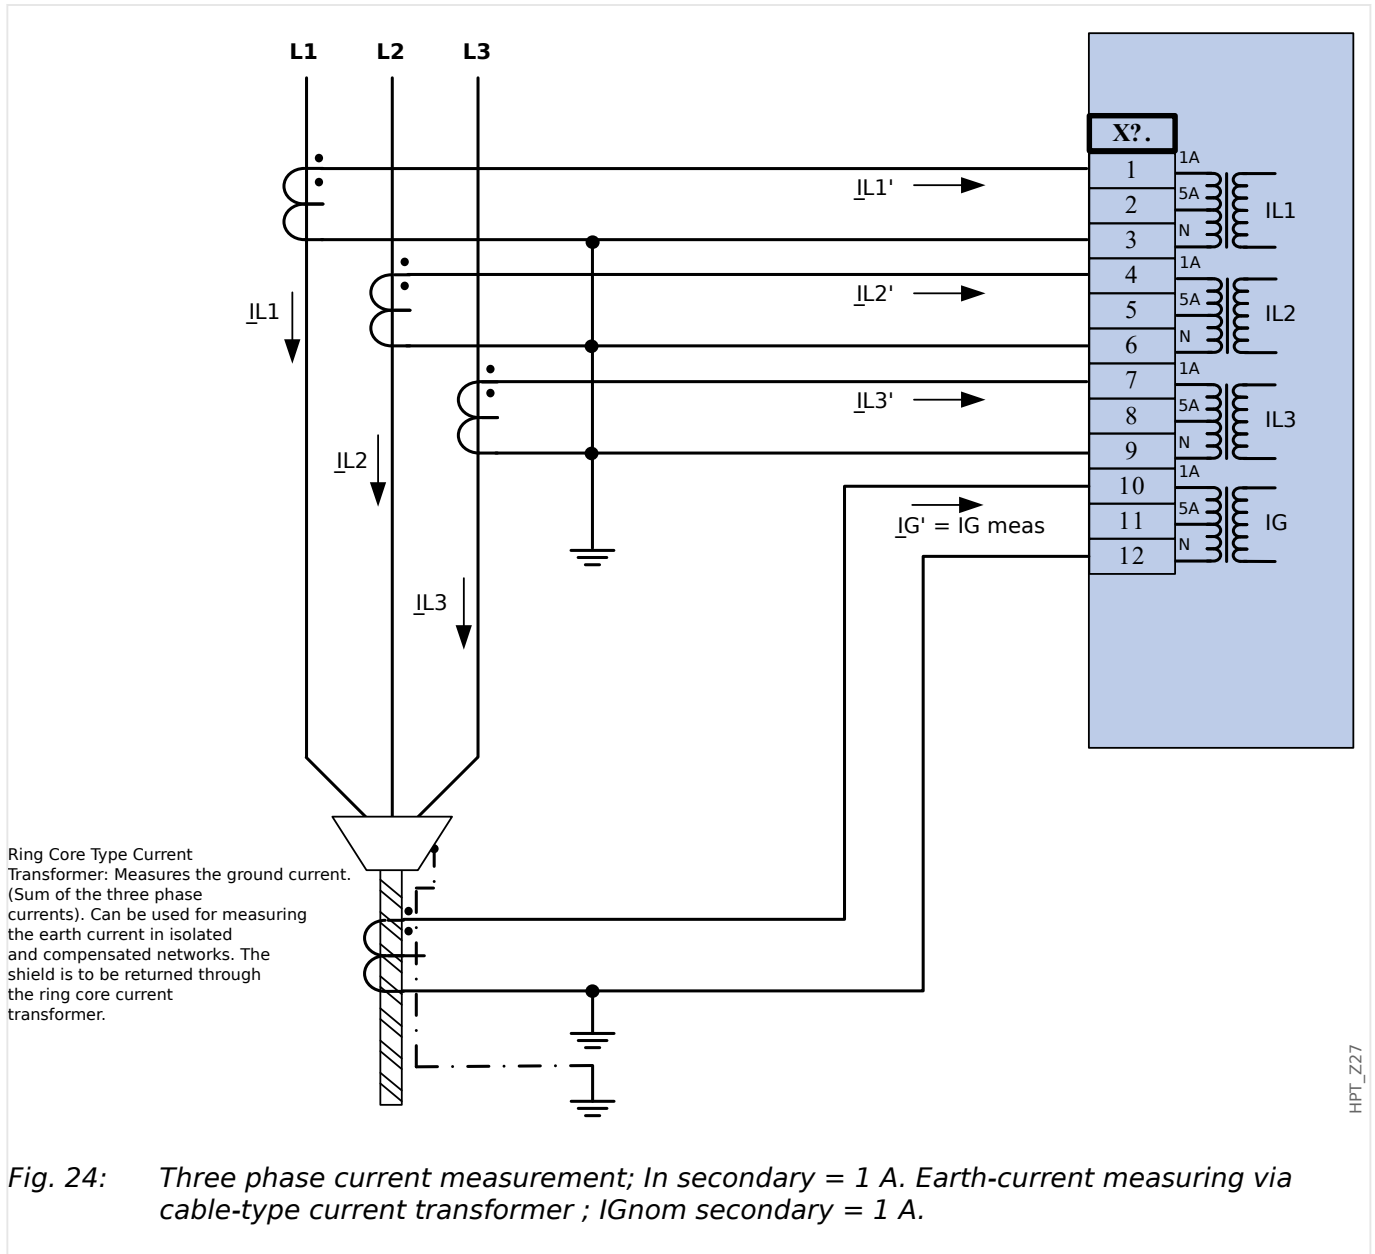 L1 L2 L3
X?.
1 1A
2 5A IL1
3 N
4 1A
5 5A IL2
6 N
7 1A
8 5A IL3
9 N
10 1A
11 5A IG
12 N
IL1'
IL2'
IL3'
IG' = IG meas
IL1
IL2
IL3
Ring Core Type Current
Transformer: Measures the ground current.
(Sum of the three phase
currents). Can be used for measuring
the earth current in isolated
and compensated networks. The
shield is to be returned through
the ring core current
transformer.
HPT_Z27
Fig. 24: Three phase current measurement; In secondary = 1 A. Earth-current measuring via
cable-type current transformer ; IGnom secondary = 1 A.